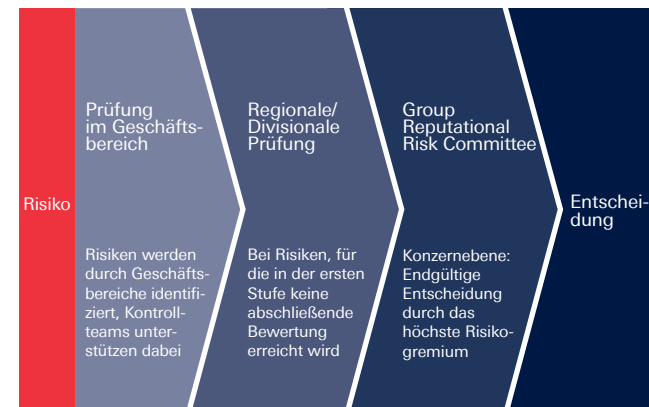 Risiko
Prüfung
im Geschäfts-
bereich
Risiken werden
durch Geschäfts-
bereiche identifi-
ziert, Kontroll-
teams unter-
stützen dabei
Regionale/
Divisionale
Prüfung
Bei Risiken, für
die in der ersten
Stufe keine
abschließende
Bewertung
erreicht wird
Group
Reputational
Risk Committee
Konzernebene:
Endgültige
Entscheidung
durch das
höchste Risiko-
gremium
Entschei-
dung